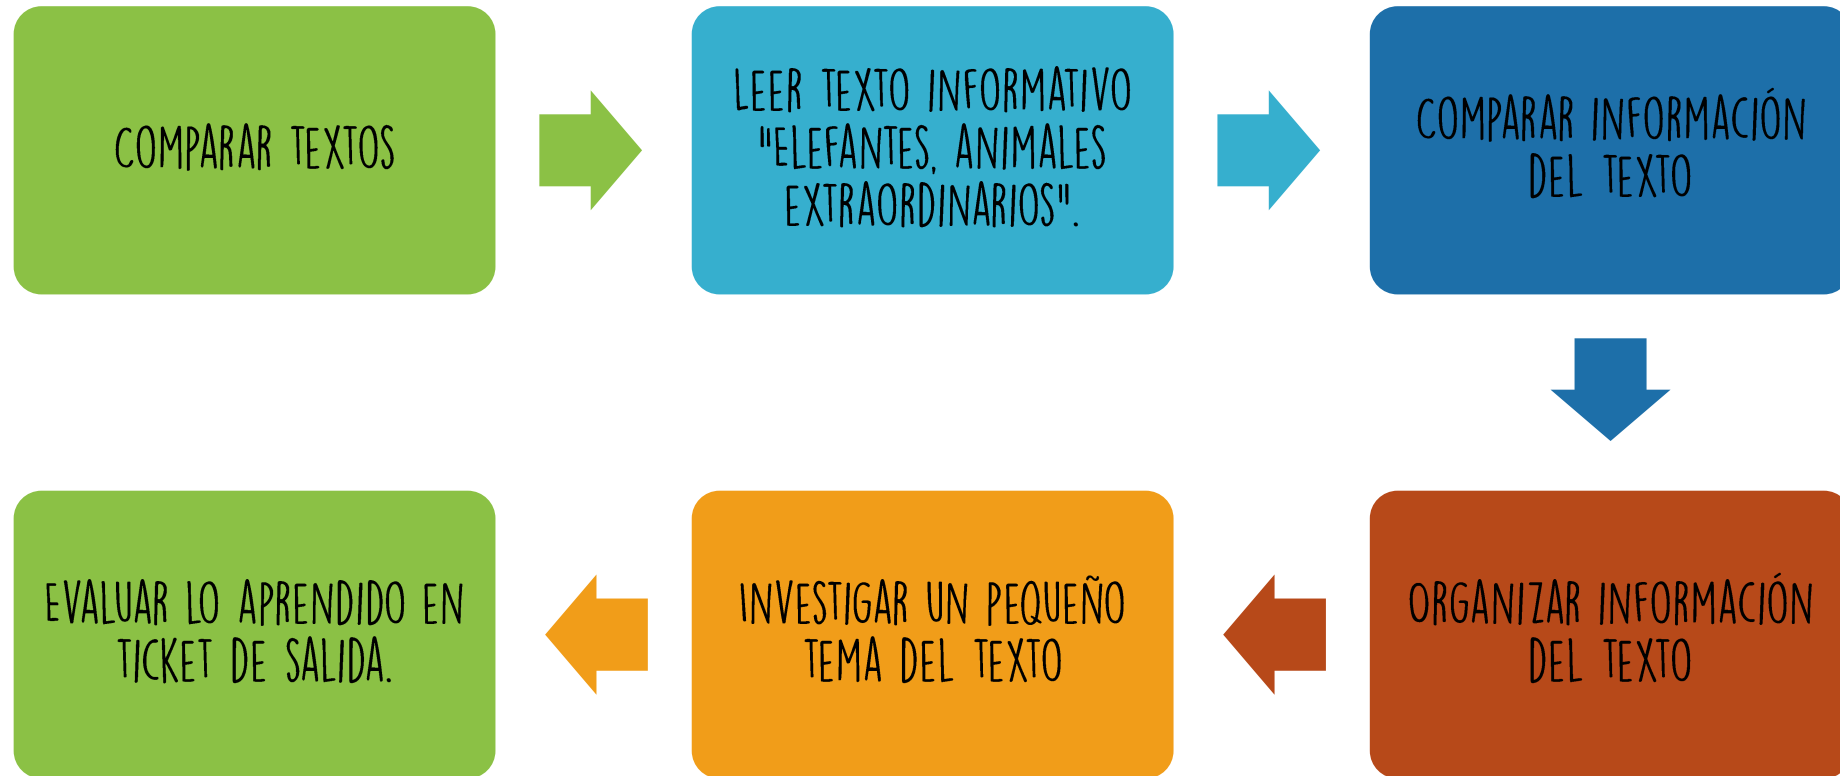 COMPARAR TEXTOS
LEER TEXTO INFORMATIVO
"ELEFANTES, ANIMALES
EXTRAORDINARIOS".
COMPARAR INFORMACIÓN
DEL TEXTO
ORGANIZAR INFORMACIÓN
DEL TEXTO
INVESTIGAR UN PEQUEÑO
TEMA DEL TEXTO
EVALUAR LO APRENDIDO EN
TICKET DE SALIDA.